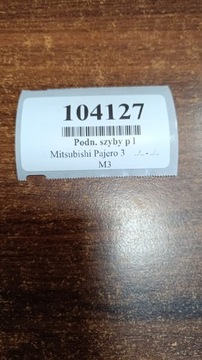 104127
Podn. szyby p l
Mitsubishi Pajero 3 ../.. - ../..
M3